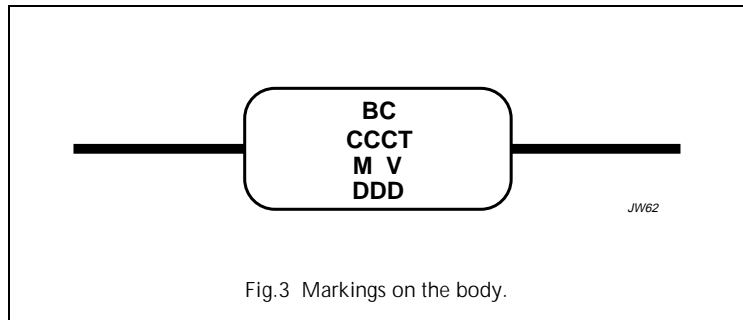 BC
CCCT
M V
DDD
JW62
Fig.3 Markings on the body.